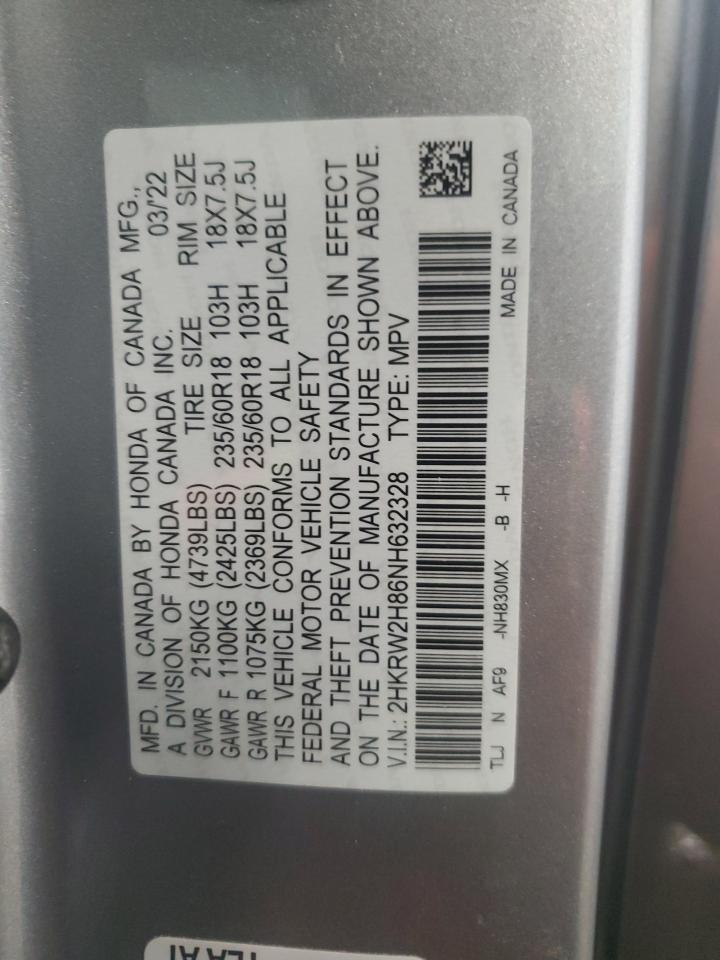 MFD. IN CANADA BY HONDA OF CANADA MFG.,
A DIVISION OF HONDA CANADA INC. 03/'22
GVWR 2150KG (4739LBS) TIRE SIZE RIM SIZE
GAWR F 1100KG (2425LBS) 235/60R18 103H 18X7.5J
GAWR R 1075KG (2369LBS) 235/60R18 103H 18X7.5J
THIS VEHICLE CONFORMS TO ALL APPLICABLE
FEDERAL MOTOR VEHICLE SAFETY
AND THEFT PREVENTION STANDARDS IN EFFECT
ON THE DATE OF MANUFACTURE SHOWN ABOVE.
V.I.N.: 2HKRW2H86NH632328 TYPE: MPV
TLJ N AF9 -NH830MX -B -H MADE IN CANADA